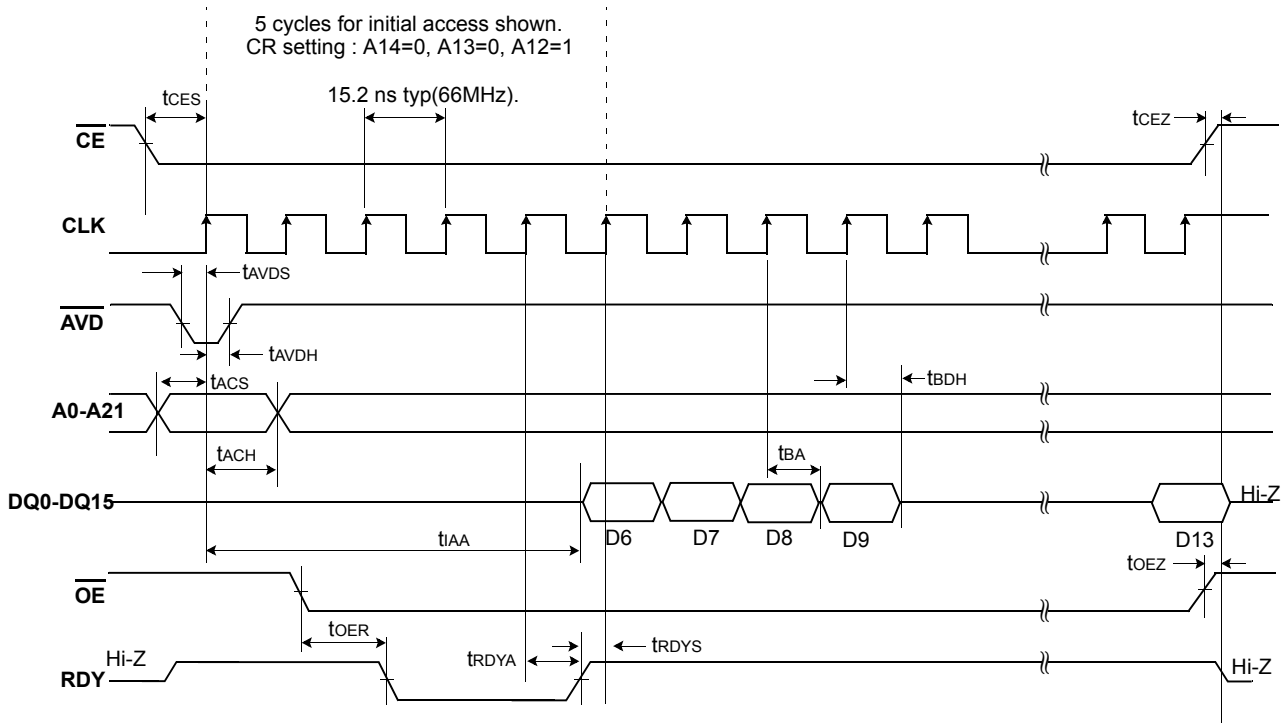 5 cycles for initial access shown.
CR setting : A14=0, A13=0, A12=1
15.2 ns typ(66MHz).
tCES
tCEZ
CE
CLK
tAVDS
AVD
tAVDH
tACS
tBDH
A0-A21
tACH
tBA
DQ0-DQ15
Hi-Z
D6
D7
D8
D9
D13
tIAA
tOEZ
OE
tOER
tRDYA
tRDYS
Hi-Z
RDY
Hi-Z